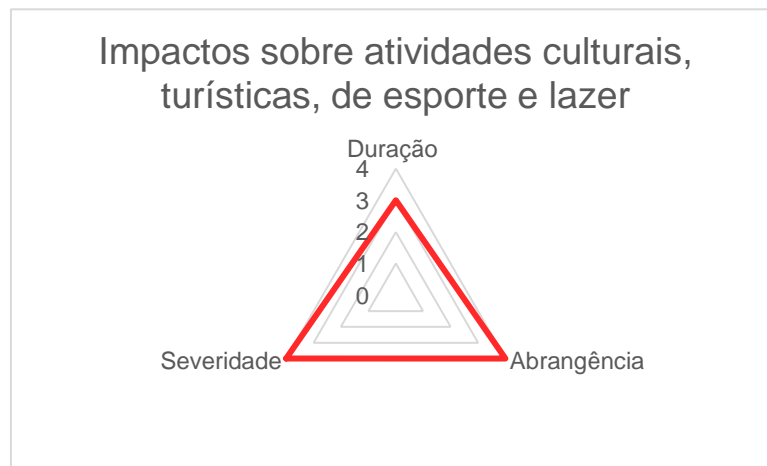 Impactos sobre atividades culturais,
turísticas, de esporte e lazer
Duração
4
3
2
1
0
Severidade
Abrangência